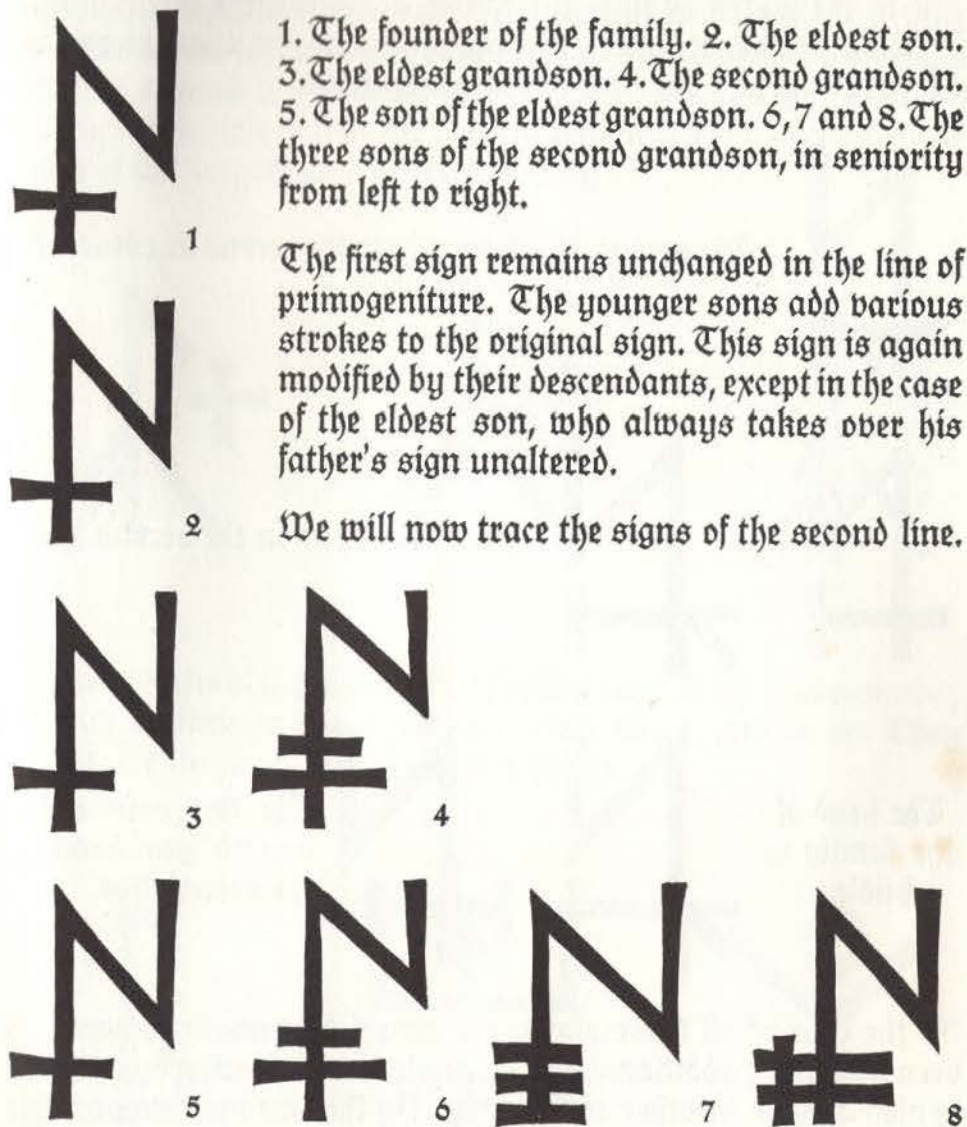 1. The founder of the family. 2. The eldest son.
3. The eldest grandson. 4. The second grandson.
5. The son of the eldest grandson. 6, 7 and 8. The
three sons of the second grandson, in seniority
from left to right.
1
The first sign remains unchanged in the line of
primogeniture. The younger sons add various
strokes to the original sign. This sign is again
modified by their descendants, except in the case
of the eldest son, who always takes over his
father's sign unaltered.
2
We will now trace the signs of the second line.
3 4
5 6 7 8